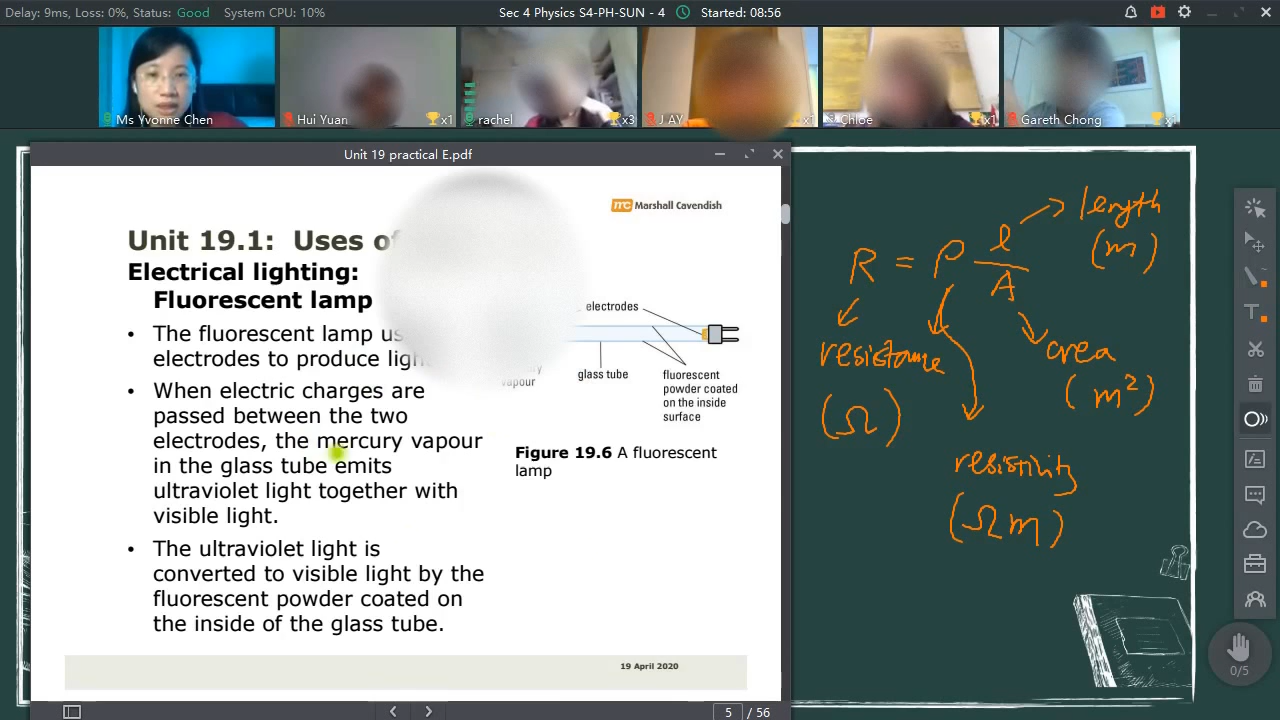 Delay: 9ms, Loss: 0%, Status: Good System CPU: 10%
Sec 4 Physics S4-PH-SUN - 4 Started: 08:56
Ms Yvonne Chen
Hui Yuan x1
rachel x3
J AY x1
Chloe x1
Gareth Chong x1
Unit 19 practical E.pdf
mc Marshall Cavendish
Unit 19.1: Uses of
Electrical lighting:
Fluorescent lamp
• The fluorescent lamp
electrodes to produce
• When electric charges are
passed between the two
electrodes, the mercury vapour
in the glass tube emits
ultraviolet light together with
visible light.
• The ultraviolet light is
converted to visible light by the
fluorescent powder coated on
the inside of the glass tube.
electrodes
vapour
glass tube
fluorescent
powder coated
on the inside
surface
Figure 19.6 A fluorescent
lamp
19 April 2020
5 / 56
R = ρ l/A
length
(m)
resistance
(Ω)
area
(m²)
resistivity
(Ωm)
0/5